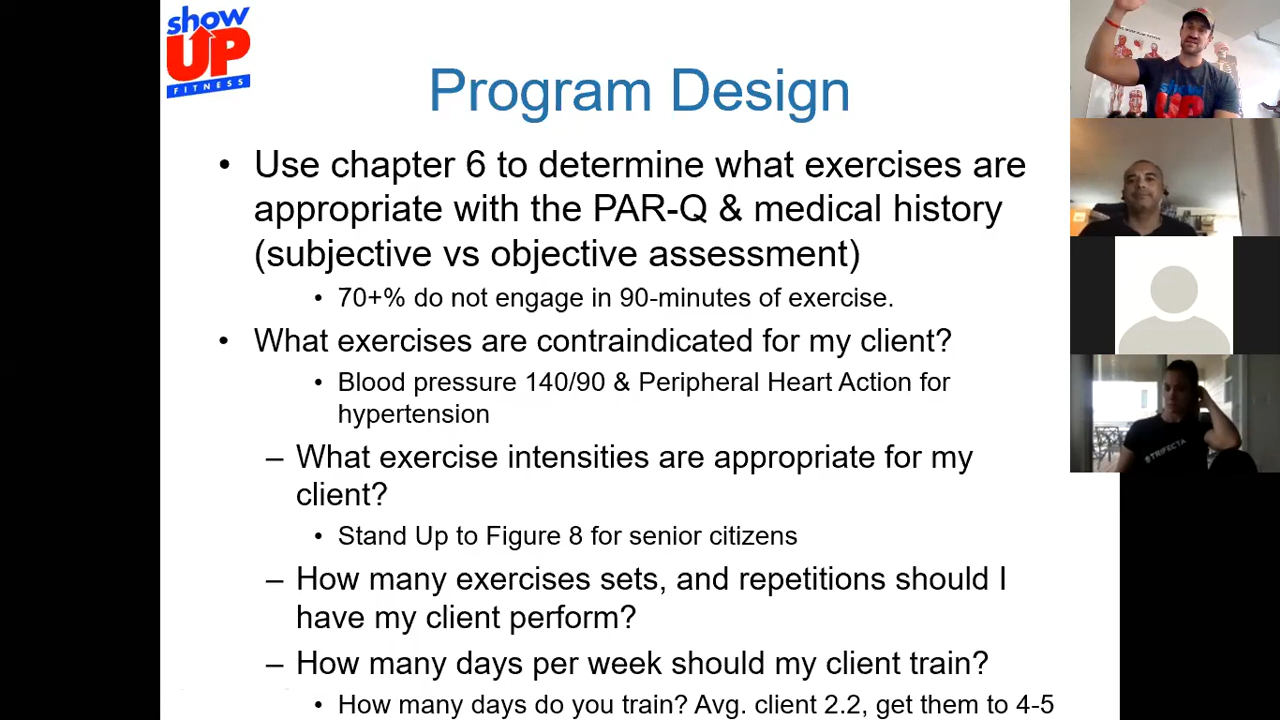 show
UP
FITNESS
Program Design
• Use chapter 6 to determine what exercises are
appropriate with the PAR-Q & medical history
(subjective vs objective assessment)
• 70+% do not engage in 90-minutes of exercise.
• What exercises are contraindicated for my client?
• Blood pressure 140/90 & Peripheral Heart Action for
hypertension
– What exercise intensities are appropriate for my
client?
• Stand Up to Figure 8 for senior citizens
– How many exercises sets, and repetitions should I
have my client perform?
– How many days per week should my client train?
• How many days do you train? Avg. client 2.2, get them to 4-5
show
UP
TRIFECTA